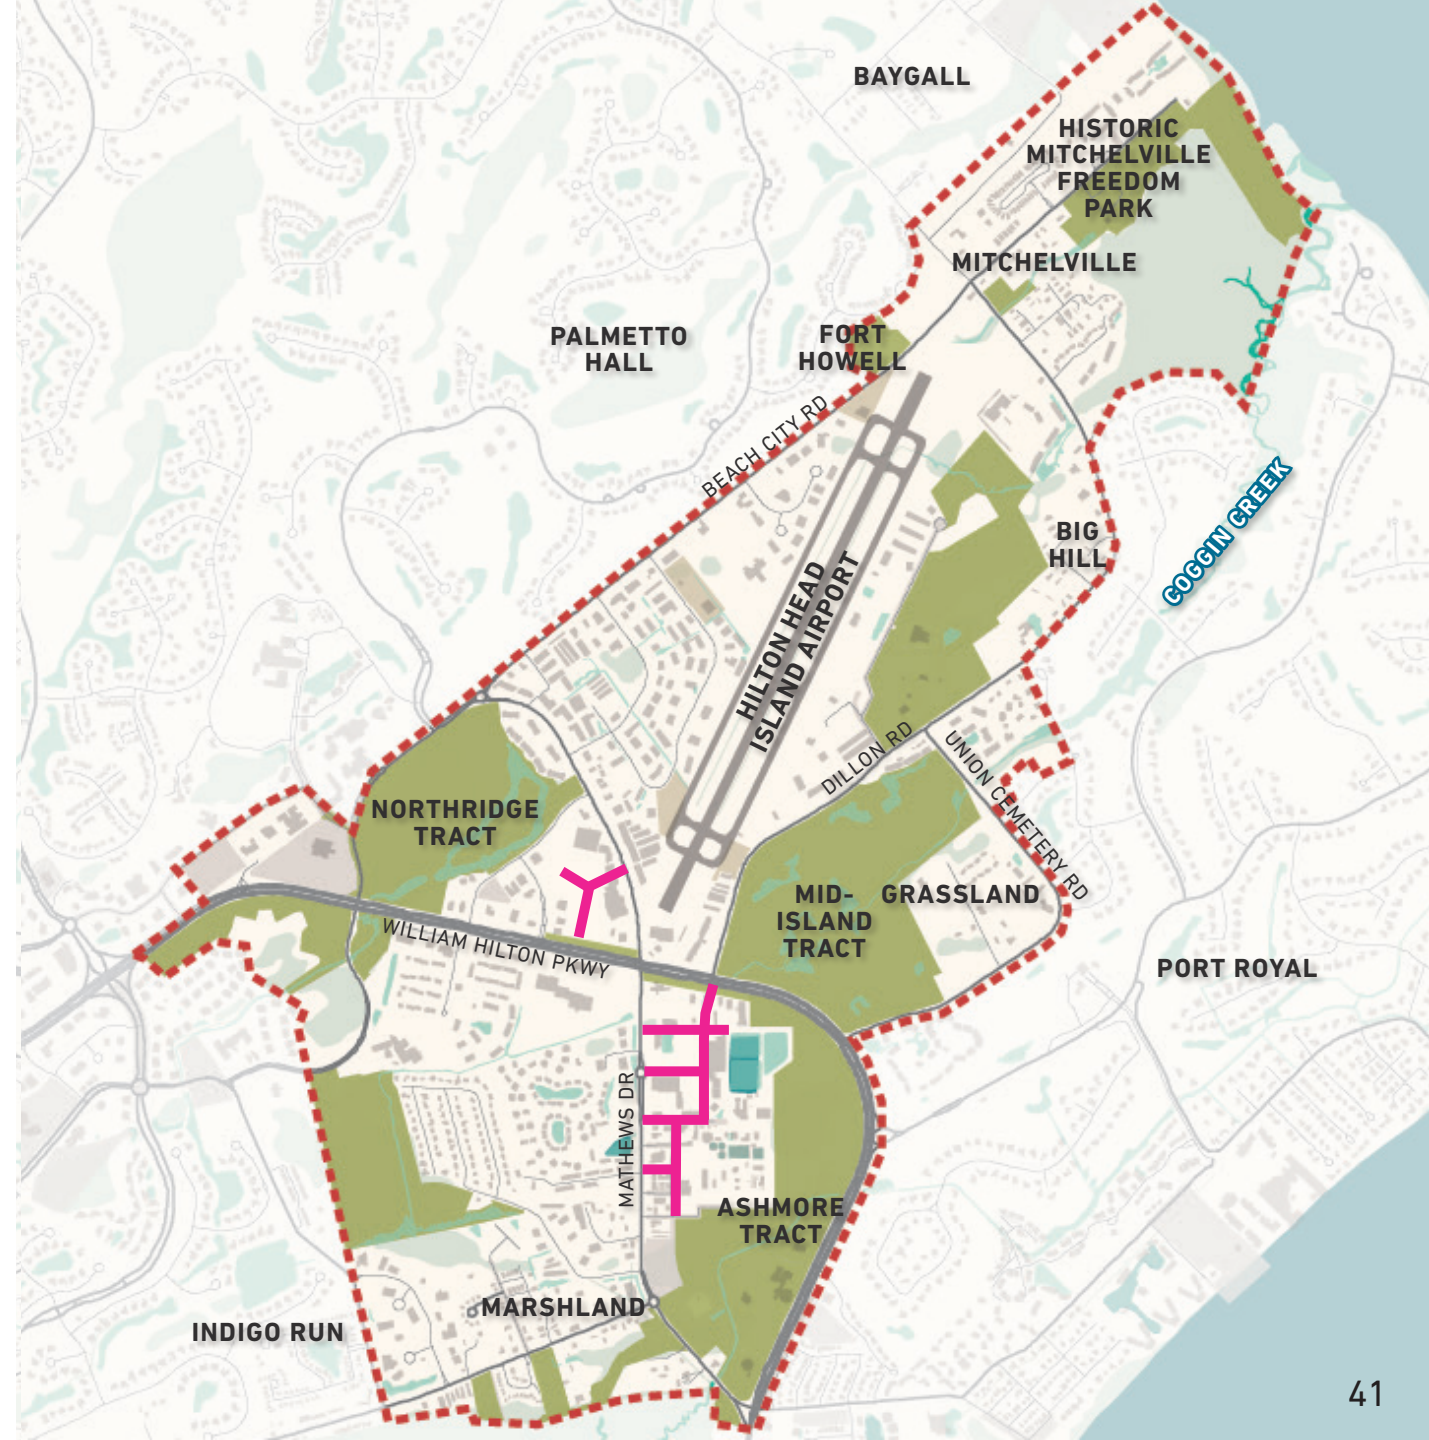 BAYGALL
HISTORIC
MITCHELVILLE
FREEDOM
PARK
MITCHELVILLE
PALMETTO
HALL
FORT
HOWELL
BEACH CITY RD
BIG
HILL
COGGIN CREEK
HILTON HEAD
ISLAND AIRPORT
DILLON RD
UNION CEMETERY RD
NORTHRIDGE
TRACT
MID-
ISLAND
TRACT
GRASSLAND
WILLIAM HILTON PKWY
PORT ROYAL
MATHEWS DR
ASHMORE
TRACT
MARSHLAND
INDIGO RUN
41